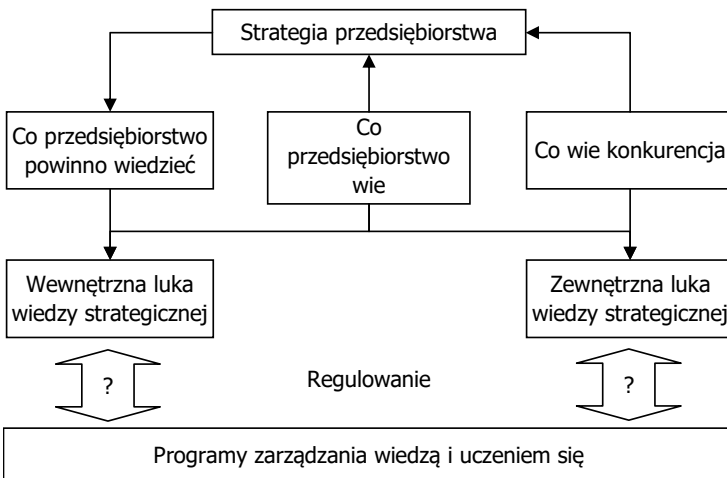 Strategia przedsiębiorstwa
Co przedsiębiorstwo
powinno wiedzieć
Co
przedsiębiorstwo
wie
Co wie konkurencja
Wewnętrzna luka
wiedzy strategicznej
Zewnętrzna luka
wiedzy strategicznej
?
Regulowanie
?
Programy zarządzania wiedzą i uczeniem się